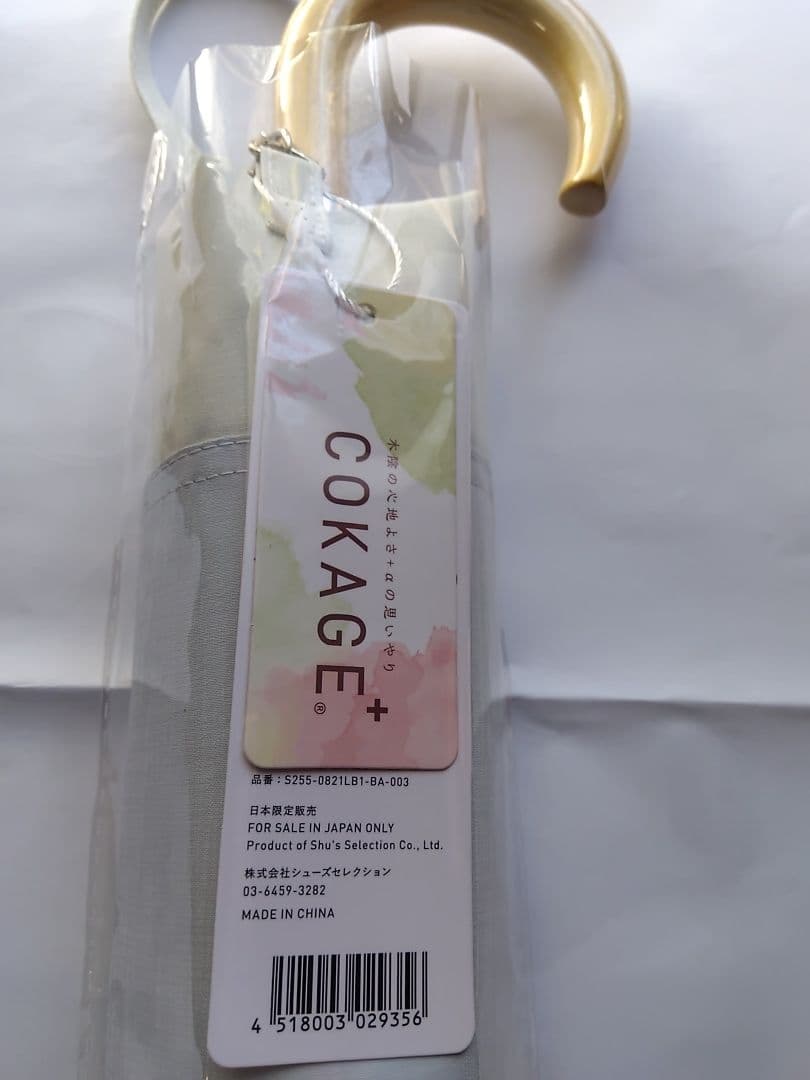 木陰の心地よさ+αの思いやり
COKAGE+®
品番：S255-0821LB1-BA-003
日本限定販売
FOR SALE IN JAPAN ONLY
Product of Shu's Selection Co., Ltd.
株式会社シューズセレクション
03-6459-3282
MADE IN CHINA
4 518003 029356